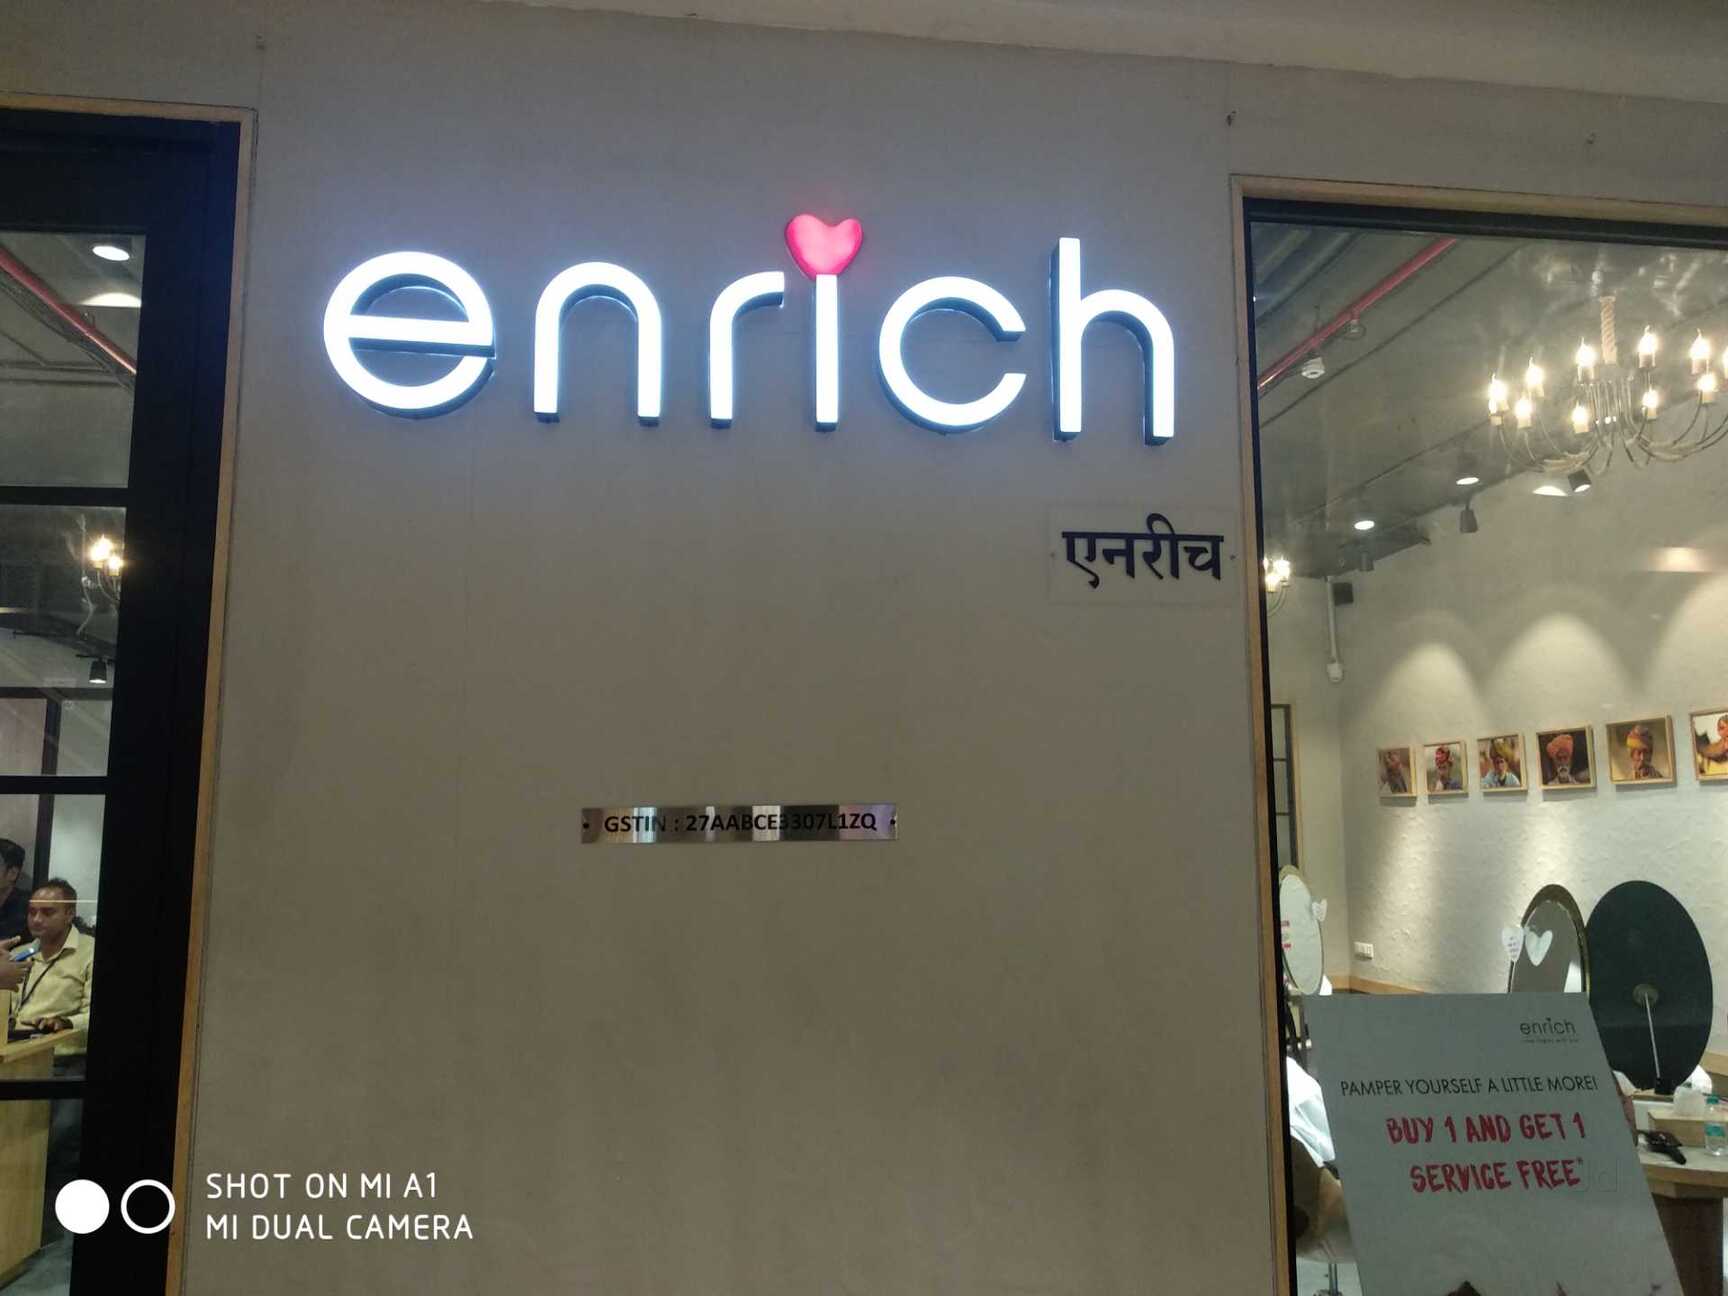 enrich
एनरीच
GSTIN : 27AABCE3307L1ZQ
enrich
PAMPER YOURSELF A LITTLE MORE!
BUY 1 AND GET 1
SERVICE FREE*
SHOT ON MI A1
MI DUAL CAMERA